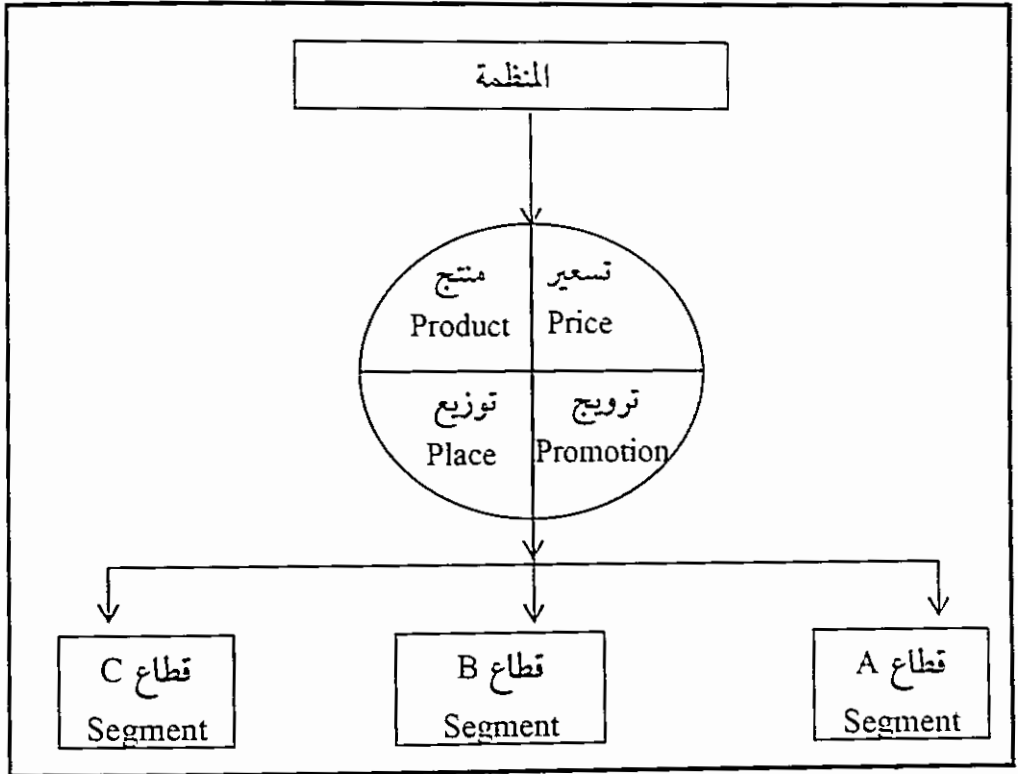 المنظمة
تسعير
Price
منتج
Product
ترويج
Promotion
توزيع
Place
قطاع A
Segment
قطاع B
Segment
قطاع C
Segment